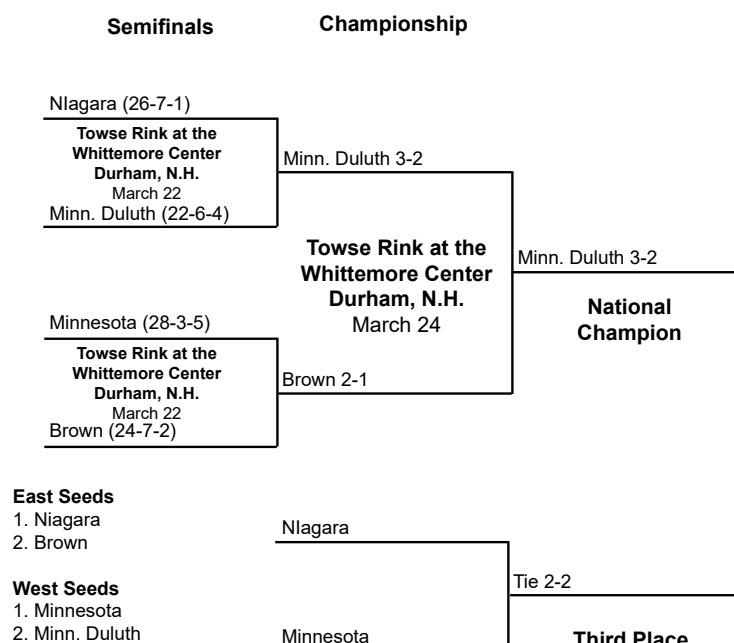 Semifinals
Championship
NIagara (26-7-1)
Towse Rink at the
Whittemore Center
Durham, N.H.
March 22
Minn. Duluth (22-6-4)
Minn. Duluth 3-2
Towse Rink at the
Whittemore Center
Durham, N.H.
March 24
Minn. Duluth 3-2
National
Champion
Minnesota (28-3-5)
Towse Rink at the
Whittemore Center
Durham, N.H.
March 22
Brown (24-7-2)
Brown 2-1
East Seeds
1. Niagara
2. Brown
West Seeds
1. Minnesota
2. Minn. Duluth
NIagara
Tie 2-2
Minnesota
Third Place